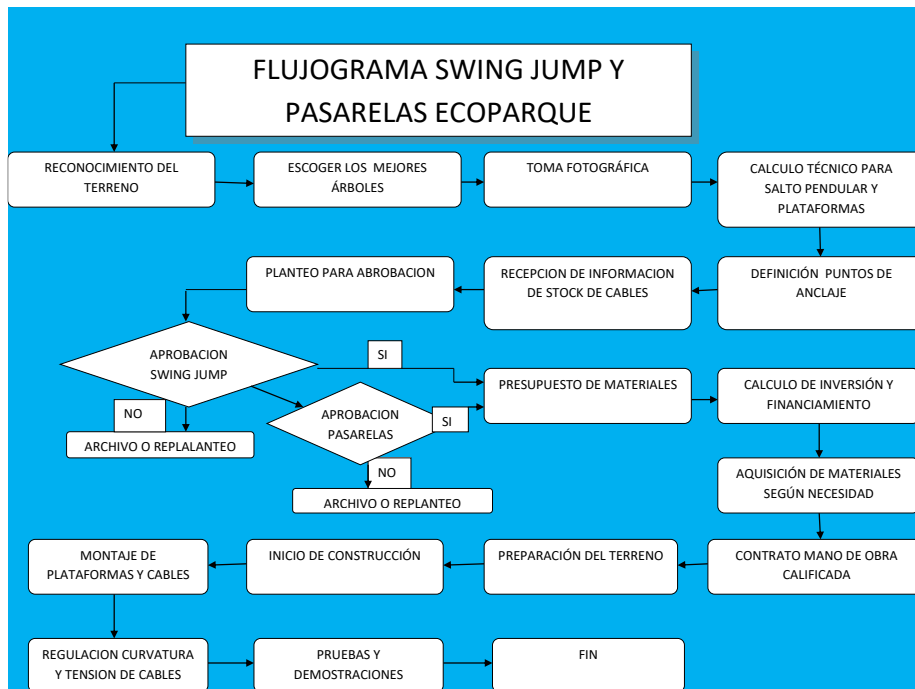 FLUJOGRAMA SWING JUMP Y
PASARELAS ECOPARQUE
RECONOCIMIENTO DEL
TERRENO
ESCOGER LOS MEJORES
ÁRBOLES
TOMA FOTOGRÁFICA
CALCULO TÉCNICO PARA
SALTO PENDULAR Y
PLATAFORMAS
DEFINICIÓN PUNTOS DE
ANCLAJE
RECEPCION DE INFORMACION
DE STOCK DE CABLES
PLANTEO PARA ABROBACION
APROBACION
SWING JUMP
SI
NO
ARCHIVO O REPLALANTEO
APROBACION
PASARELAS
SI
NO
ARCHIVO O REPLANTEO
PRESUPUESTO DE MATERIALES
CALCULO DE INVERSIÓN Y
FINANCIAMIENTO
AQUISICIÓN DE MATERIALES
SEGÚN NECESIDAD
CONTRATO MANO DE OBRA
CALIFICADA
PREPARACIÓN DEL TERRENO
INICIO DE CONSTRUCCIÓN
MONTAJE DE
PLATAFORMAS Y CABLES
REGULACION CURVATURA
Y TENSION DE CABLES
PRUEBAS Y
DEMOSTRACIONES
FIN